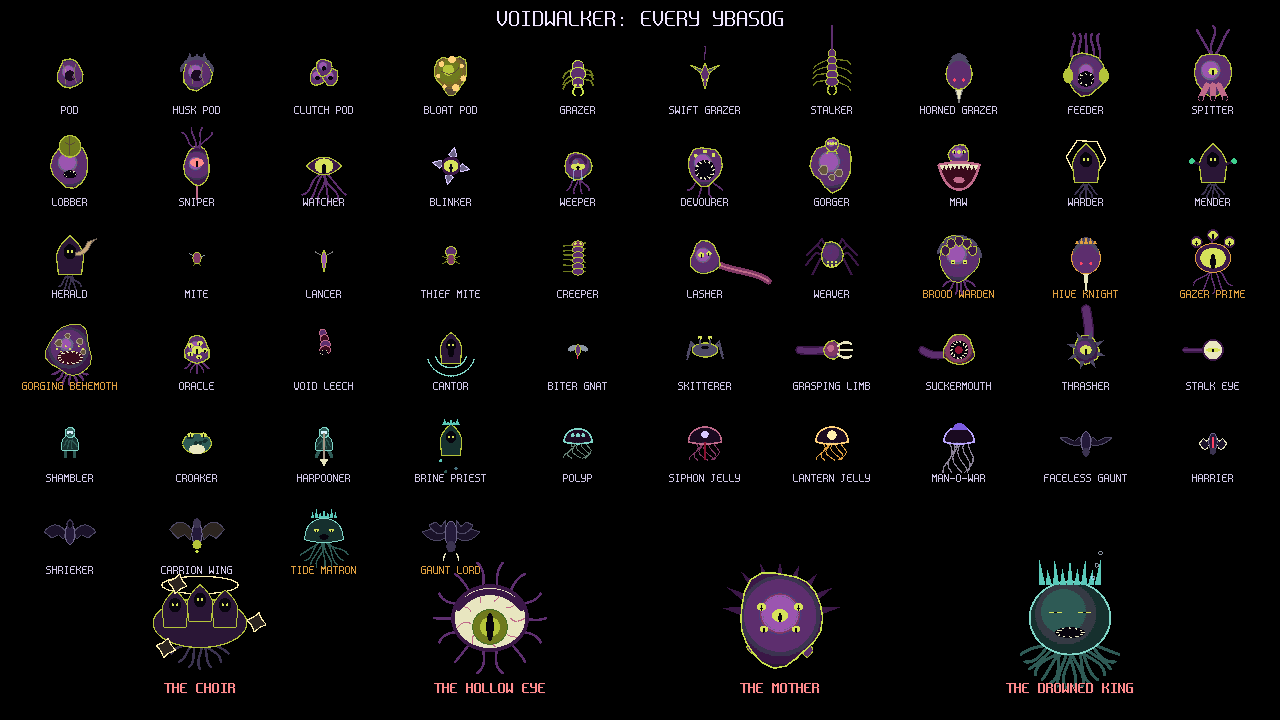 VOIDWALKER: EVERY YBASOG
POD
HUSK POD
CLUTCH POD
BLOAT POD
GRAZER
SWIFT GRAZER
STALKER
HORNED GRAZER
FEEDER
SPITTER
LOBBER
SNIPER
WATCHER
BLINKER
WEEPER
DEVOURER
GORGER
MAW
WARDER
MENDER
HERALD
MITE
LANCER
THIEF MITE
CREEPER
LASHER
WEAVER
BROOD WARDEN
HIVE KNIGHT
GAZER PRIME
GORGING BEHEMOTH
ORACLE
VOID LEECH
CANTOR
BITER GNAT
SKITTERER
GRASPING LIMB
SUCKERMOUTH
THRASHER
STALK EYE
SHAMBLER
CROAKER
HARPOONER
BRINE PRIEST
POLYP
SIPHON JELLY
LANTERN JELLY
MAN-O-WAR
FACELESS GAUNT
HARRIER
SHRIEKER
CARRION WING
TIDE MATRON
GAUNT LORD
THE CHOIR
THE HOLLOW EYE
THE MOTHER
THE DROWNED KING